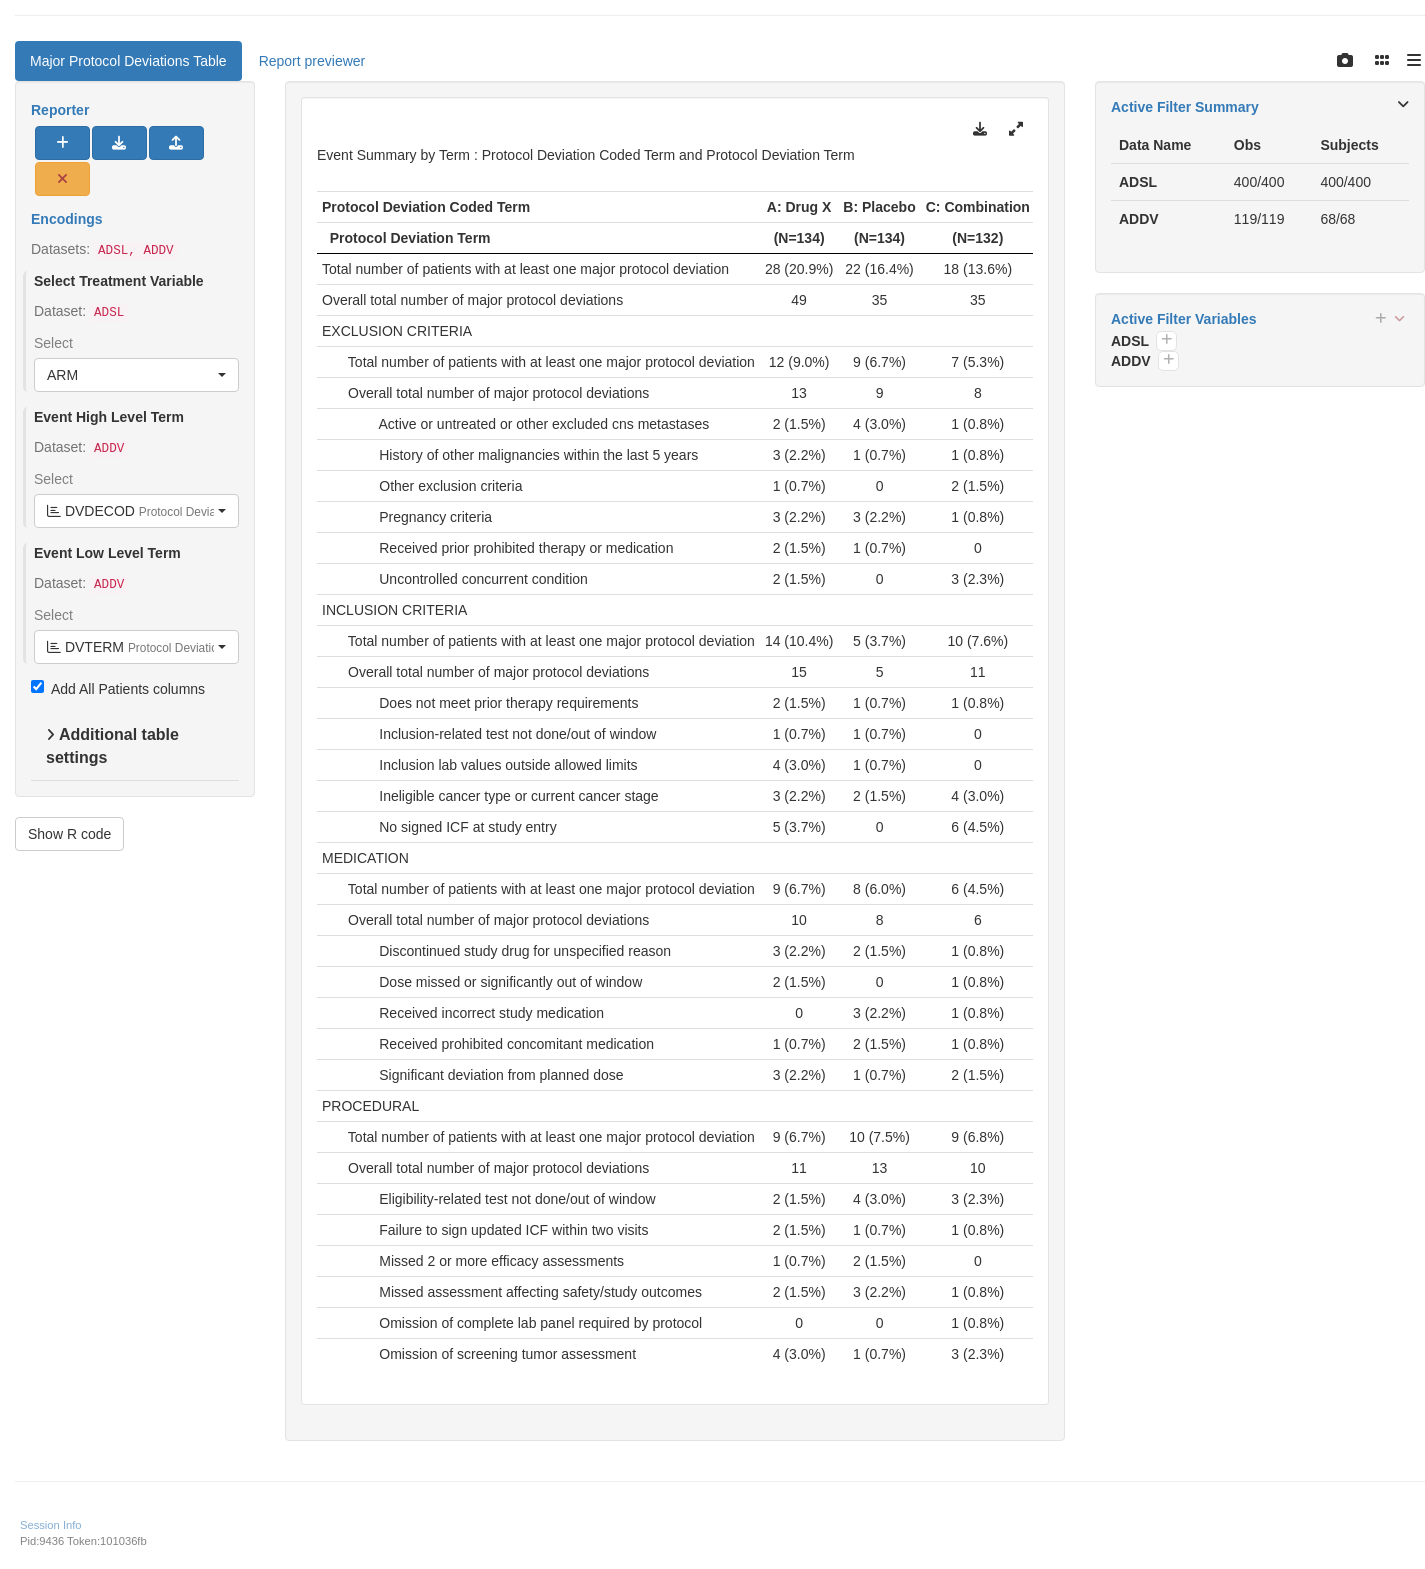 Major Protocol Deviations Table
Report previewer
Reporter
Encodings
Datasets: ADSL, ADDV
Select Treatment Variable
Dataset: ADSL
Select
ARM
Event High Level Term
Dataset: ADDV
Select
DVDECOD Protocol Devia
Event Low Level Term
Dataset: ADDV
Select
DVTERM Protocol Deviatic
Add All Patients columns
Additional table
settings
Show R code
Event Summary by Term : Protocol Deviation Coded Term and Protocol Deviation Term
Protocol Deviation Coded Term A: Drug X B: Placebo C: Combination
Protocol Deviation Term (N=134) (N=134) (N=132)
Total number of patients with at least one major protocol deviation 28 (20.9%) 22 (16.4%) 18 (13.6%)
Overall total number of major protocol deviations 49 35 35
EXCLUSION CRITERIA
Total number of patients with at least one major protocol deviation 12 (9.0%) 9 (6.7%) 7 (5.3%)
Overall total number of major protocol deviations 13 9 8
Active or untreated or other excluded cns metastases 2 (1.5%) 4 (3.0%) 1 (0.8%)
History of other malignancies within the last 5 years 3 (2.2%) 1 (0.7%) 1 (0.8%)
Other exclusion criteria 1 (0.7%) 0 2 (1.5%)
Pregnancy criteria 3 (2.2%) 3 (2.2%) 1 (0.8%)
Received prior prohibited therapy or medication 2 (1.5%) 1 (0.7%) 0
Uncontrolled concurrent condition 2 (1.5%) 0 3 (2.3%)
INCLUSION CRITERIA
Total number of patients with at least one major protocol deviation 14 (10.4%) 5 (3.7%) 10 (7.6%)
Overall total number of major protocol deviations 15 5 11
Does not meet prior therapy requirements 2 (1.5%) 1 (0.7%) 1 (0.8%)
Inclusion-related test not done/out of window 1 (0.7%) 1 (0.7%) 0
Inclusion lab values outside allowed limits 4 (3.0%) 1 (0.7%) 0
Ineligible cancer type or current cancer stage 3 (2.2%) 2 (1.5%) 4 (3.0%)
No signed ICF at study entry 5 (3.7%) 0 6 (4.5%)
MEDICATION
Total number of patients with at least one major protocol deviation 9 (6.7%) 8 (6.0%) 6 (4.5%)
Overall total number of major protocol deviations 10 8 6
Discontinued study drug for unspecified reason 3 (2.2%) 2 (1.5%) 1 (0.8%)
Dose missed or significantly out of window 2 (1.5%) 0 1 (0.8%)
Received incorrect study medication 0 3 (2.2%) 1 (0.8%)
Received prohibited concomitant medication 1 (0.7%) 2 (1.5%) 1 (0.8%)
Significant deviation from planned dose 3 (2.2%) 1 (0.7%) 2 (1.5%)
PROCEDURAL
Total number of patients with at least one major protocol deviation 9 (6.7%) 10 (7.5%) 9 (6.8%)
Overall total number of major protocol deviations 11 13 10
Eligibility-related test not done/out of window 2 (1.5%) 4 (3.0%) 3 (2.3%)
Failure to sign updated ICF within two visits 2 (1.5%) 1 (0.7%) 1 (0.8%)
Missed 2 or more efficacy assessments 1 (0.7%) 2 (1.5%) 0
Missed assessment affecting safety/study outcomes 2 (1.5%) 3 (2.2%) 1 (0.8%)
Omission of complete lab panel required by protocol 0 0 1 (0.8%)
Omission of screening tumor assessment 4 (3.0%) 1 (0.7%) 3 (2.3%)
Active Filter Summary
Data Name Obs Subjects
ADSL 400/400 400/400
ADDV 119/119 68/68
Active Filter Variables
ADSL
ADDV
Session Info
Pid:9436 Token:101036fb